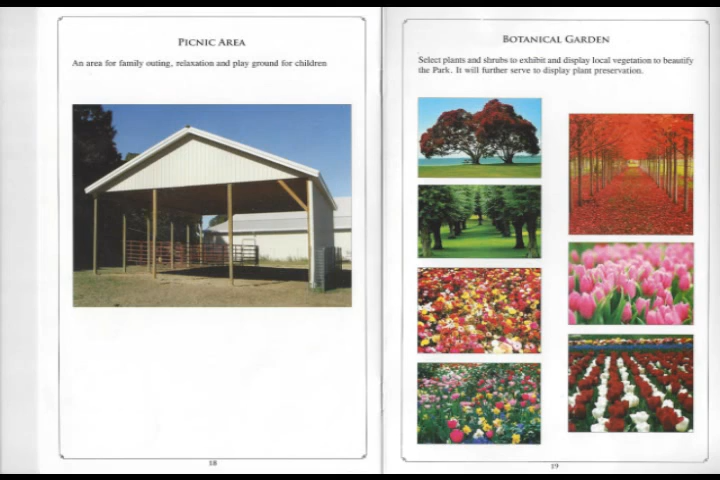 PICNIC AREA
An area for family outing, relaxation and play ground for children
18
BOTANICAL GARDEN
Select plants and shrubs to exhibit and display local vegetation to beautify
the Park. It will further serve to display plant preservation.
19